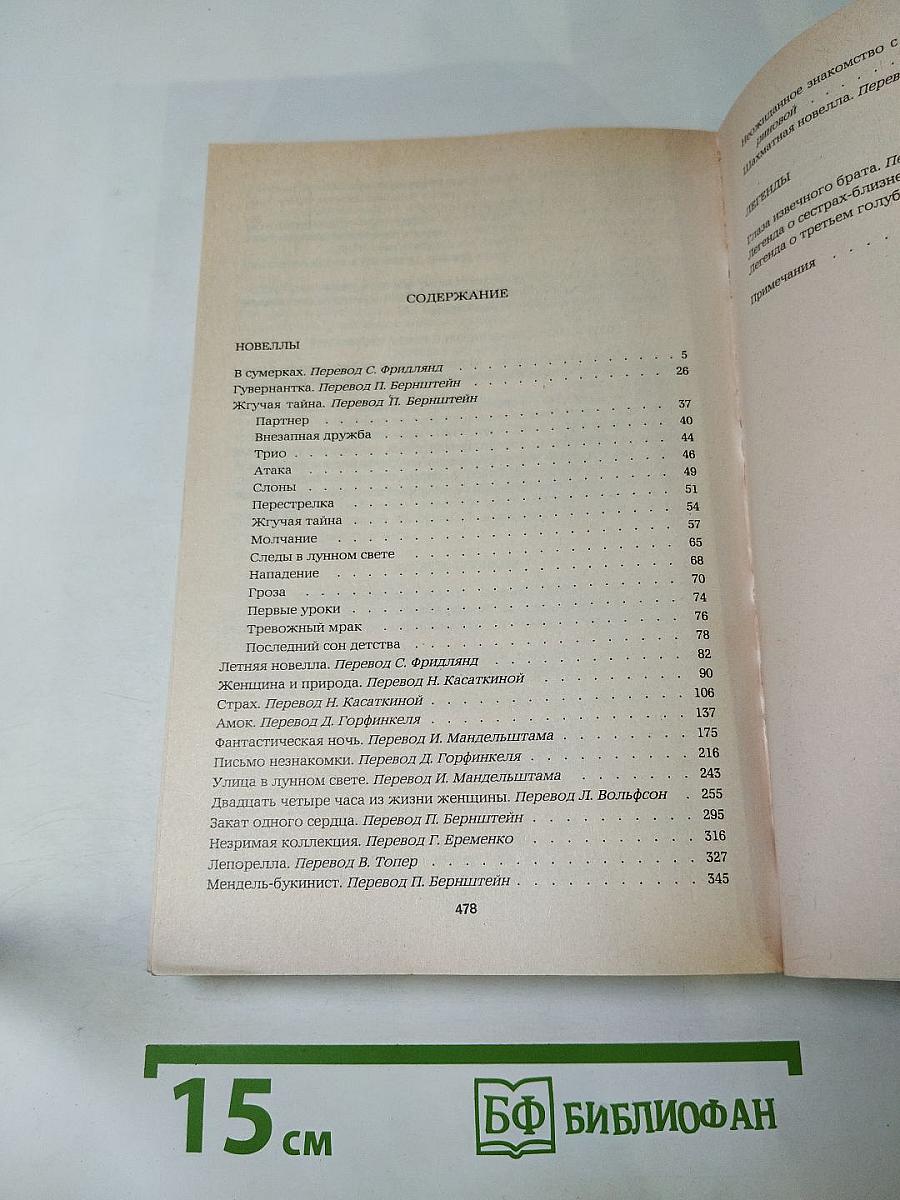 СОДЕРЖАНИЕ
НОВЕЛЛЫ
В сумерках. Перевод С. Фридлянд . . . . . . . . . . . . . . 5
Гувернантка. Перевод П. Бернштейн . . . . . . . . . . . . . 26
Жгучая тайна. Перевод П. Бернштейн
Партнер . . . . . . . . . . . . . . . . . . . . 37
Внезапная дружба . . . . . . . . . . . . . . . . . 40
Трио . . . . . . . . . . . . . . . . . . . . . . 44
Атака . . . . . . . . . . . . . . . . . . . . . 46
Слоны . . . . . . . . . . . . . . . . . . . . . 49
Перестрелка . . . . . . . . . . . . . . . . . . . 51
Жгучая тайна . . . . . . . . . . . . . . . . . . . 54
Молчание . . . . . . . . . . . . . . . . . . . . 57
Следы в лунном свете . . . . . . . . . . . . . . . . 65
Нападение . . . . . . . . . . . . . . . . . . . . 68
Гроза . . . . . . . . . . . . . . . . . . . . . 70
Первые уроки . . . . . . . . . . . . . . . . . . . 74
Тревожный мрак . . . . . . . . . . . . . . . . . . 76
Последний сон детства . . . . . . . . . . . . . . . . 78
Летняя новелла. Перевод С. Фридлянд . . . . . . . . . . . . 82
Женщина и природа. Перевод Н. Касаткиной . . . . . . . . . . 90
Страх. Перевод Н. Касаткиной . . . . . . . . . . . . . . . 106
Амок. Перевод Д. Горфинкеля . . . . . . . . . . . . . . . 137
Фантастическая ночь. Перевод И. Мандельштама . . . . . . . . 175
Письмо незнакомки. Перевод Д. Горфинкеля . . . . . . . . . . 216
Улица в лунном свете. Перевод И. Мандельштама . . . . . . . 243
Двадцать четыре часа из жизни женщины. Перевод Л. Вольфсон . 255
Закат одного сердца. Перевод П. Бернштейн . . . . . . . . . . 295
Незримая коллекция. Перевод Г. Еременко . . . . . . . . . . 316
Лепорелла. Перевод В. Топер . . . . . . . . . . . . . . . 327
Мендель-букинист. Перевод П. Бернштейн . . . . . . . . . . . 345
478
Неожиданное знакомство с
Шахматная новелла. Перев
ЛЕГЕНДЫ
Глаза извечного брата. Пе
Легенда о сестрах-близне
Легенда о третьем голуб
Примечания . . . .
15 см
БФ БИБЛИОФАН